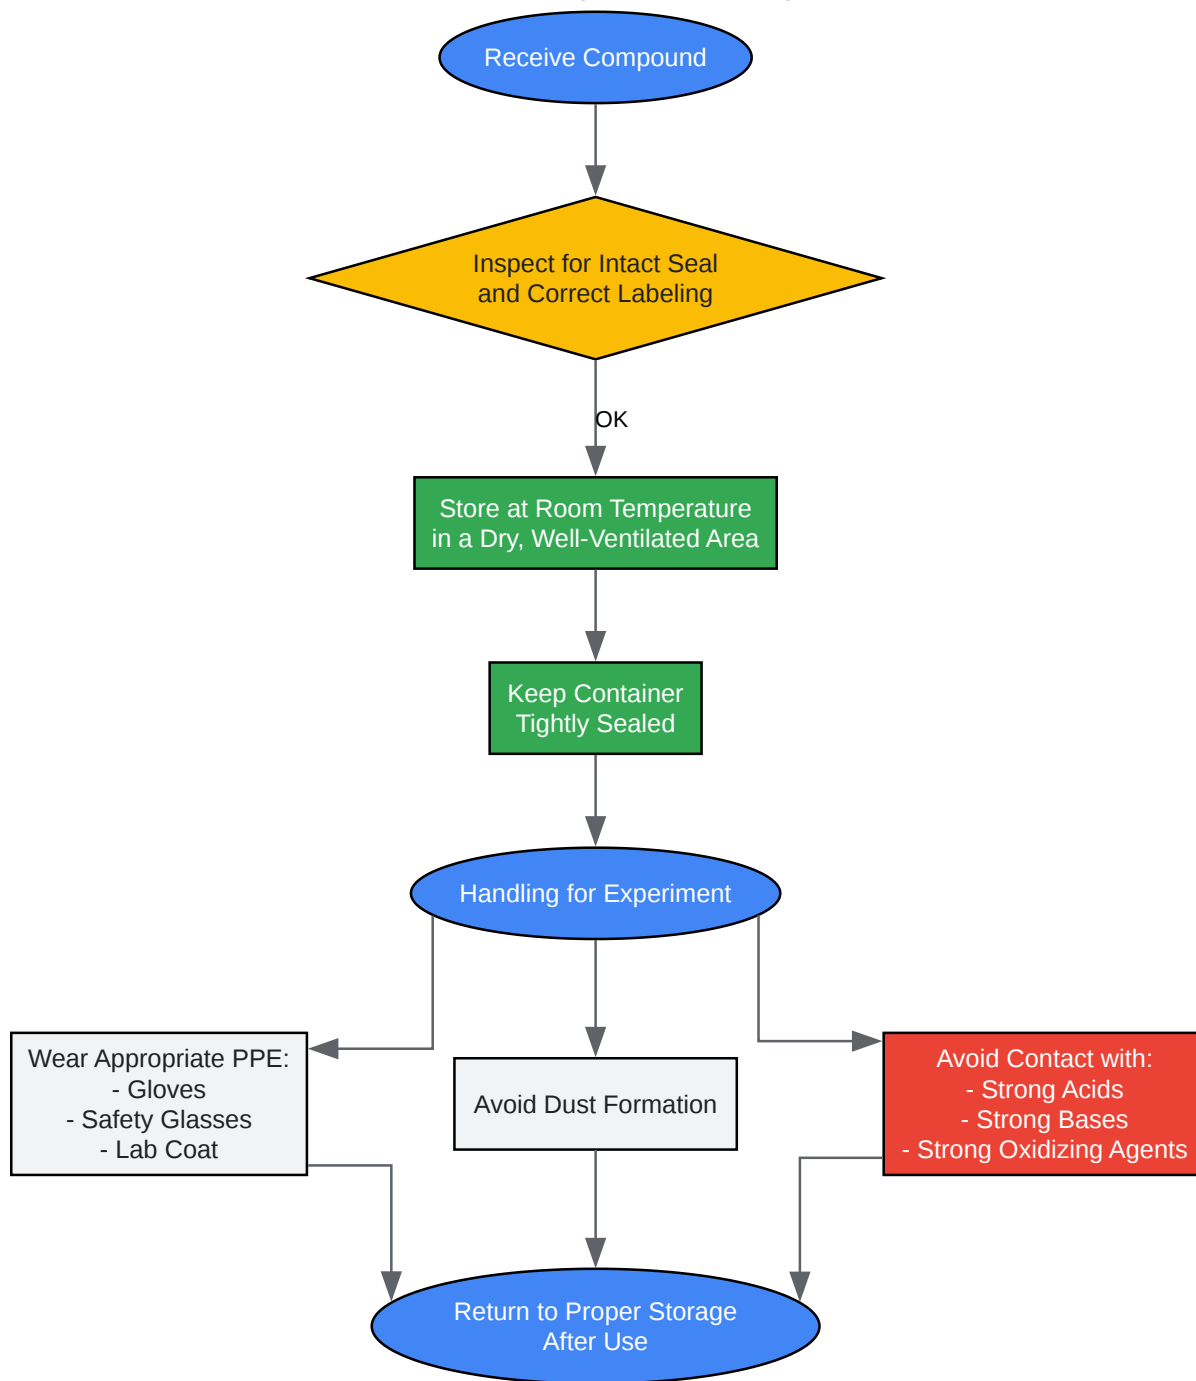 Receive Compound
Inspect for Intact Seal
and Correct Labeling
OK
Store at Room Temperature
in a Dry, Well-Ventilated Area
Keep Container
Tightly Sealed
Handling for Experiment
Wear Appropriate PPE:
- Gloves
- Safety Glasses
- Lab Coat
Avoid Dust Formation
Avoid Contact with:
- Strong Acids
- Strong Bases
- Strong Oxidizing Agents
Return to Proper Storage
After Use